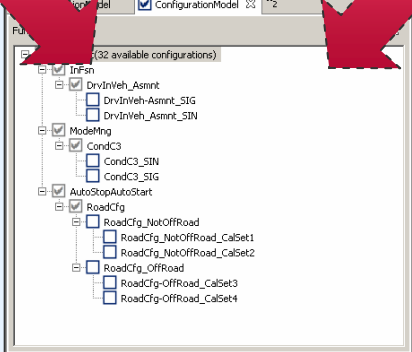 ConfigurationModel
2
(32 available configurations)
InFsn
DrvInVeh_Asmnt
DrvInVeh-Asmnt_SIG
DrvInVeh_Asmnt_SIN
ModeMng
CondC3
CondC3_SIN
CondC3_SIG
AutoStopAutoStart
RoadCfg
RoadCfg_NotOffRoad
RoadCfg_NotOffRoad_CalSet1
RoadCfg_NotOffRoad_CalSet2
RoadCfg_OffRoad
RoadCfg-OffRoad_CalSet3
RoadCfg-OffRoad_CalSet4